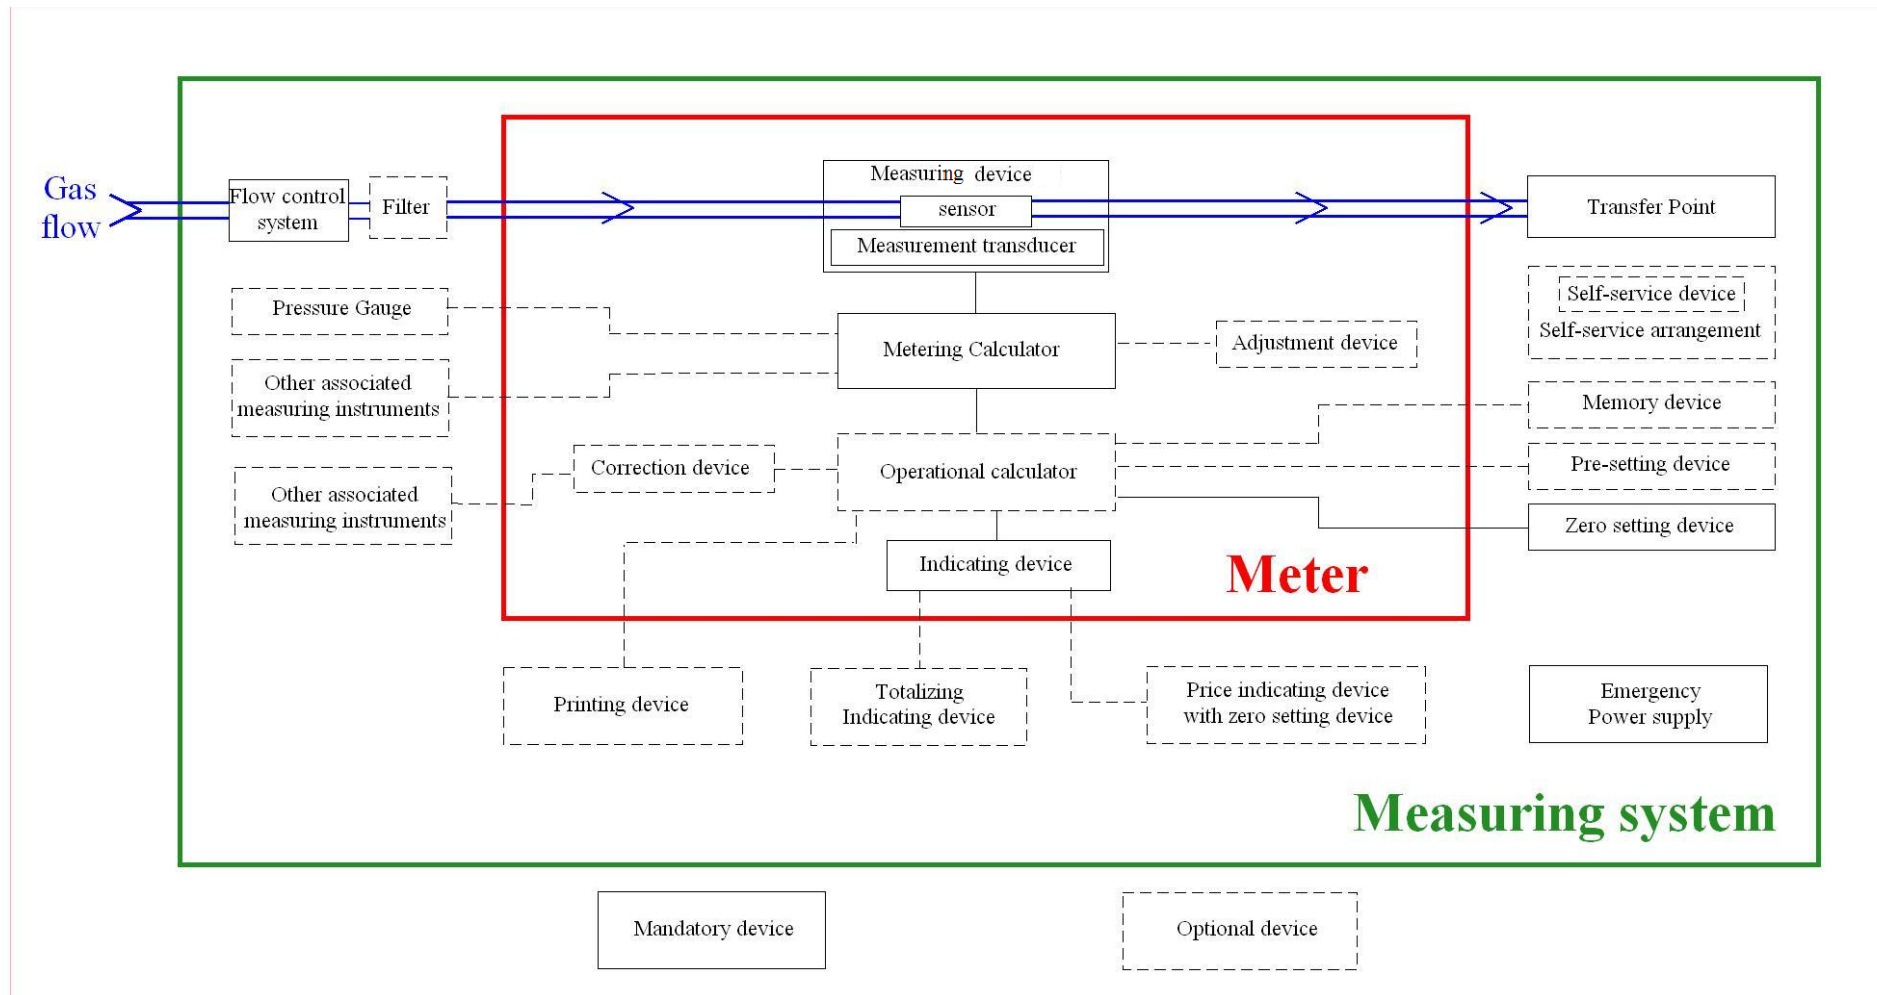 Gas
flow
Flow control
system
Filter
Measuring device
sensor
Measurement transducer
Transfer Point
Pressure Gauge
Metering Calculator
Adjustment device
Self-service device
Self-service arrangement
Other associated
measuring instruments
Memory device
Correction device
Operational calculator
Pre-setting device
Other associated
measuring instruments
Zero setting device
Indicating device
Meter
Printing device
Totalizing
Indicating device
Price indicating device
with zero setting device
Emergency
Power supply
Measuring system
Mandatory device
Optional device